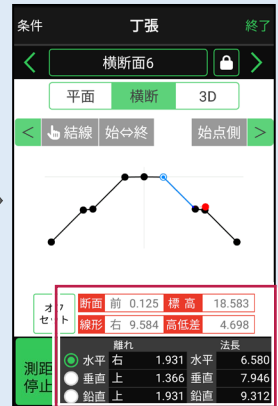 条件 丁張 終了
< 横断面6 >
平面 横断 3D
< 結線 始⇔終 始点側 >
オフセット
断面 前 0.125 標高 18.583
線形 右 9.584 高低差 4.698
測距停止
離れ 法長
水平 右 1.931 水平 6.580
垂直 上 1.366 垂直 7.946
鉛直 上 1.931 鉛直 9.312